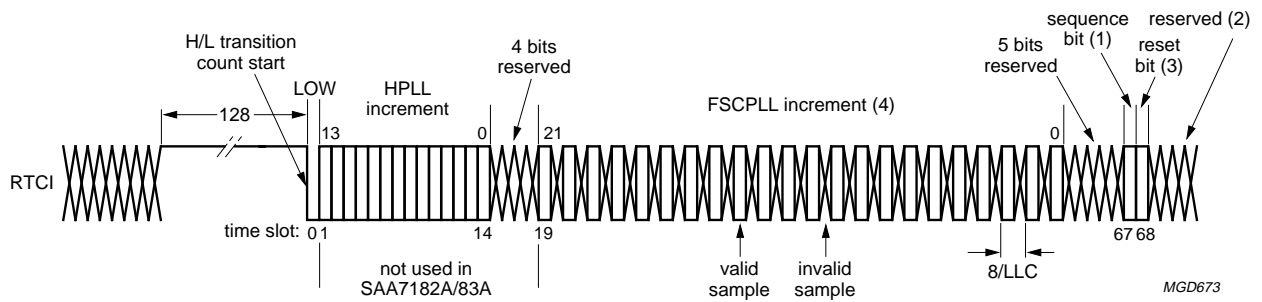 H/L transition
count start
LOW
128
13
HPLL
increment
0
4 bits
reserved
21
FSCPLL increment (4)
0
5 bits
reserved
sequence
bit (1)
reset
bit (3)
reserved (2)
RTCI
time slot:
0 1
14
19
67 68
not used in
SAA7182A/83A
valid
sample
invalid
sample
8/LLC
MGD673